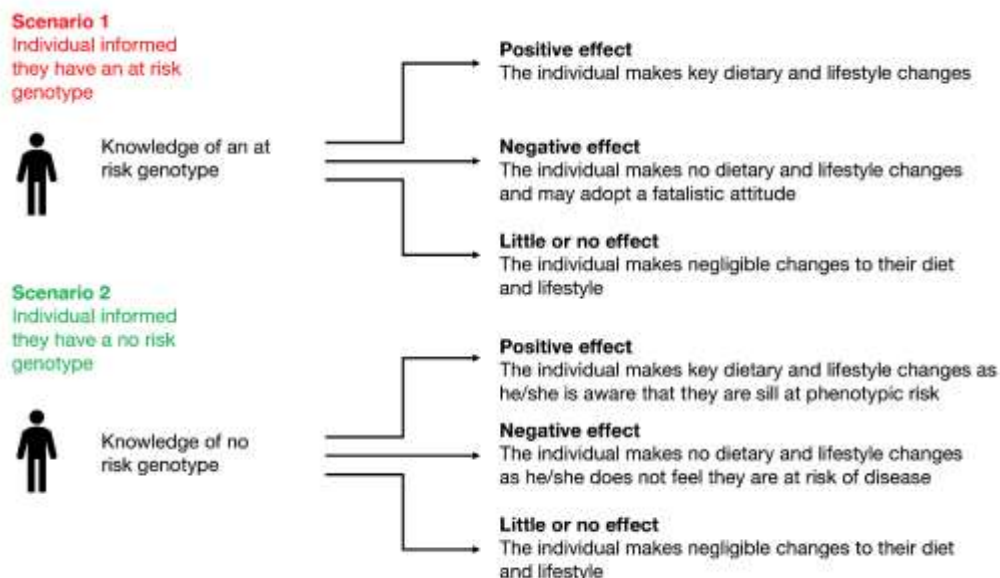 Scenario 1
Individual informed
they have an at risk
genotype
Knowledge of an at
risk genotype
Positive effect
The individual makes key dietary and lifestyle changes
Negative effect
The individual makes no dietary and lifestyle changes
and may adopt a fatalistic attitude
Little or no effect
The individual makes negligible changes to their diet
and lifestyle
Scenario 2
Individual informed
they have a no risk
genotype
Knowledge of no
risk genotype
Positive effect
The individual makes key dietary and lifestyle changes as
he/she is aware that they are sill at phenotypic risk
Negative effect
The individual makes no dietary and lifestyle changes
as he/she does not feel they are at risk of disease
Little or no effect
The individual makes negligible changes to their diet
and lifestyle